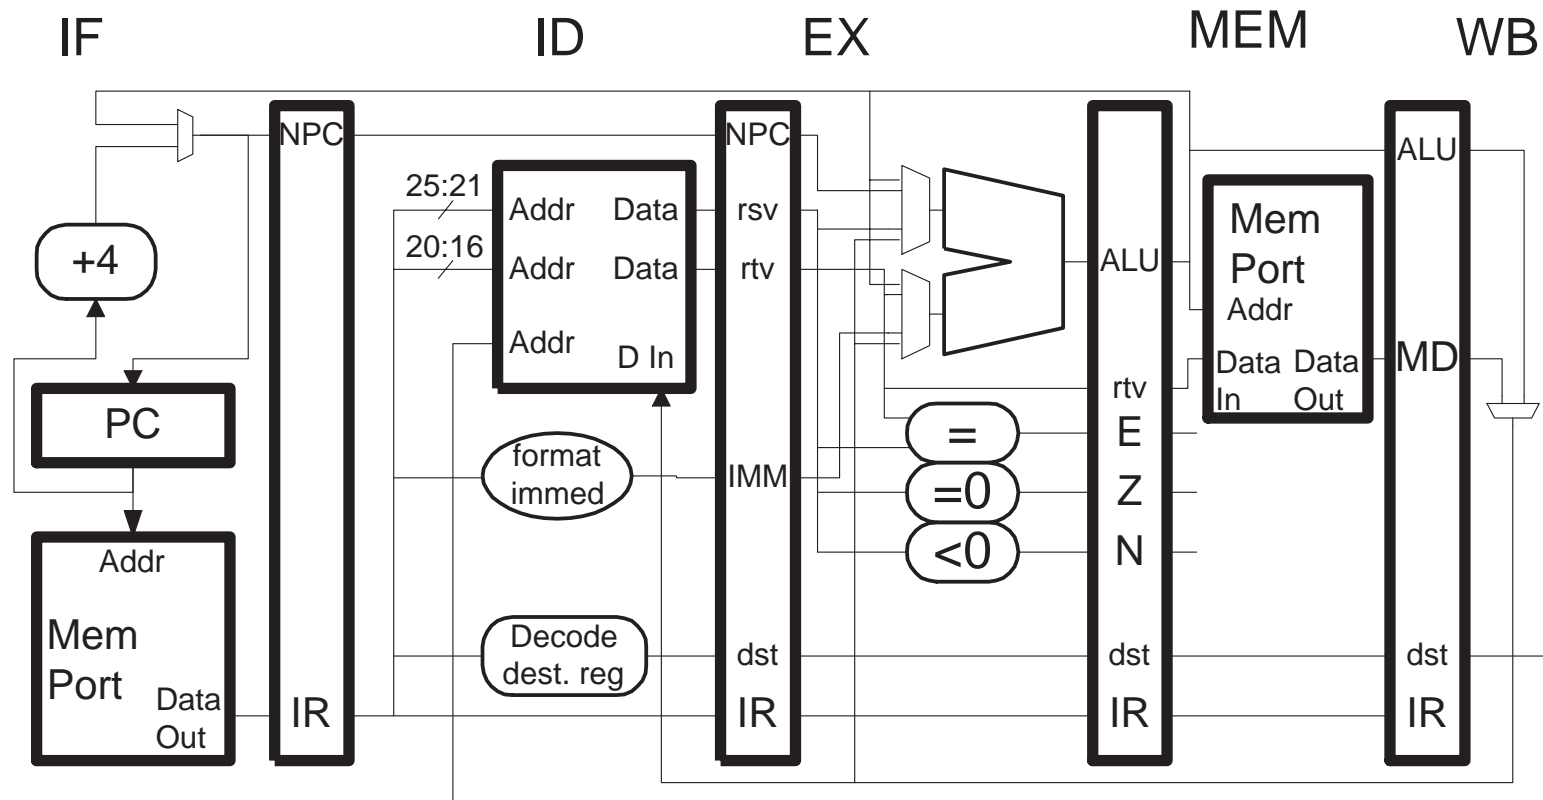 IF
ID
EX
MEM
WB
+4
PC
Addr
Mem
Port
Data
Out
NPC
IR
25:21
20:16
Addr
Data
Addr
Data
Addr
D In
format
immed
Decode
dest. reg
NPC
rsv
rtv
IMM
dst
IR
=
=0
<0
ALU
rtv
E
Z
N
dst
IR
Mem
Port
Addr
Data
In
Data
Out
ALU
MD
dst
IR